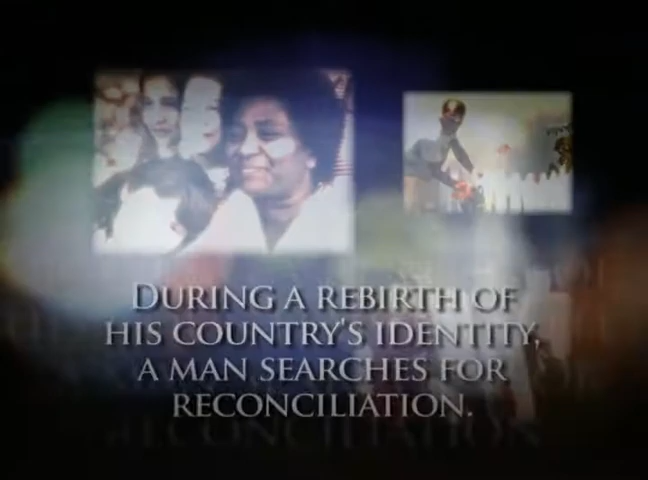 DURING A REBIRTH OF
HIS COUNTRY'S IDENTITY,
A MAN SEARCHES FOR
RECONCILIATION.